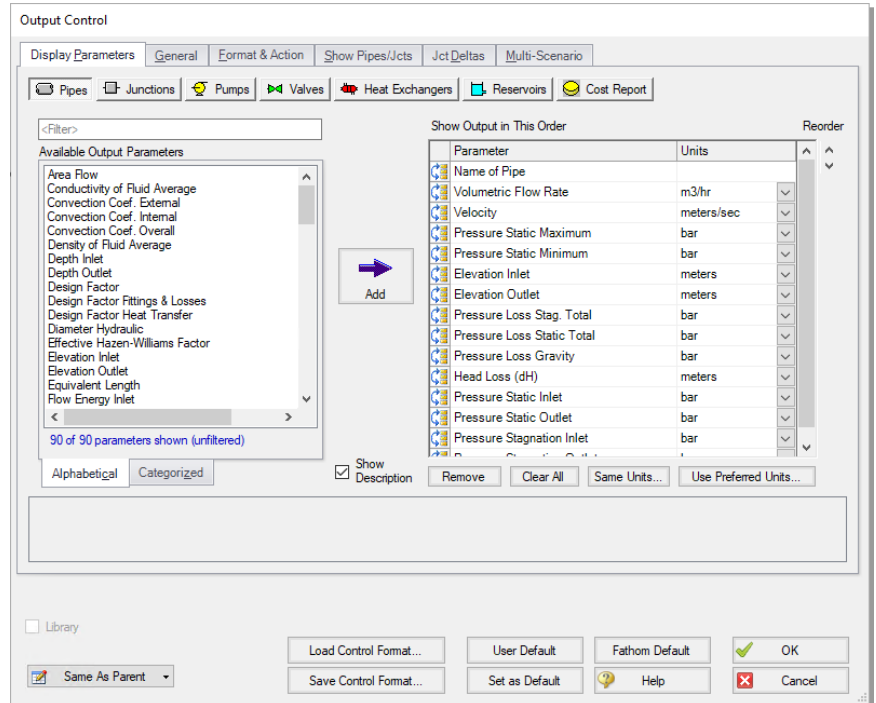 Output Control
Display Parameters General Format & Action Show Pipes/Jcts Jct Deltas Multi-Scenario
Pipes Junctions Pumps Valves Heat Exchangers Reservoirs Cost Report
<Filter>
Available Output Parameters
Area Flow
Conductivity of Fluid Average
Convection Coef. External
Convection Coef. Internal
Convection Coef. Overall
Density of Fluid Average
Depth Inlet
Depth Outlet
Design Factor
Design Factor Fittings & Losses
Design Factor Heat Transfer
Diameter Hydraulic
Effective Hazen-Williams Factor
Elevation Inlet
Elevation Outlet
Equivalent Length
Flow Energy Inlet
90 of 90 parameters shown (unfiltered)
Alphabetical Categorized
Add
Show
Description
Show Output in This Order Reorder
Parameter Units
Name of Pipe
Volumetric Flow Rate m3/hr
Velocity meters/sec
Pressure Static Maximum bar
Pressure Static Minimum bar
Elevation Inlet meters
Elevation Outlet meters
Pressure Loss Stag. Total bar
Pressure Loss Static Total bar
Pressure Loss Gravity bar
Head Loss (dH) meters
Pressure Static Inlet bar
Pressure Static Outlet bar
Pressure Stagnation Inlet bar
Remove Clear All Same Units... Use Preferred Units...
Library
Load Control Format... User Default Fathom Default OK
Same As Parent Save Control Format... Set as Default Help Cancel